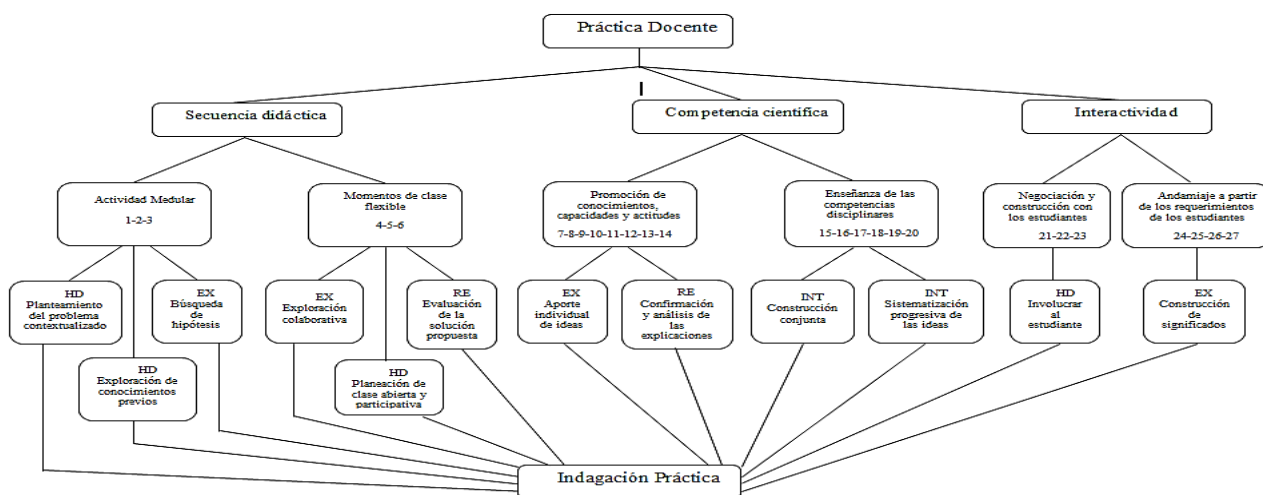 Práctica Docente
I
Secuencia didáctica
Competencia científica
Interactividad
Actividad Medular
1-2-3
Momentos de clase
flexible
4-5-6
Promoción de
conocimientos,
capacidades y actitudes
7-8-9-10-11-12-13-14
Enseñanza de las
competencias
disciplinares
15-16-17-18-19-20
Negociación y
construcción con
los estudiantes
21-22-23
Andamiaje a partir
de los requerimientos
de los estudiantes
24-25-26-27
HD
Planteamiento
del problema
contextualizado
HD
Exploración de
conocimientos
previos
EX
Búsqueda
de
hipótesis
EX
Exploración
colaborativa
HD
Planeación de
clase abierta y
participativa
RE
Evaluación
de la
solución
propuesta
EX
Aporte
individual
de ideas
RE
Confirmación
y análisis de
las
explicaciones
INT
Construcción
conjunta
INT
Sistematización
progresiva de
las ideas
HD
Involucrar
al
estudiante
EX
Construcción
de
significados
Indagación Práctica